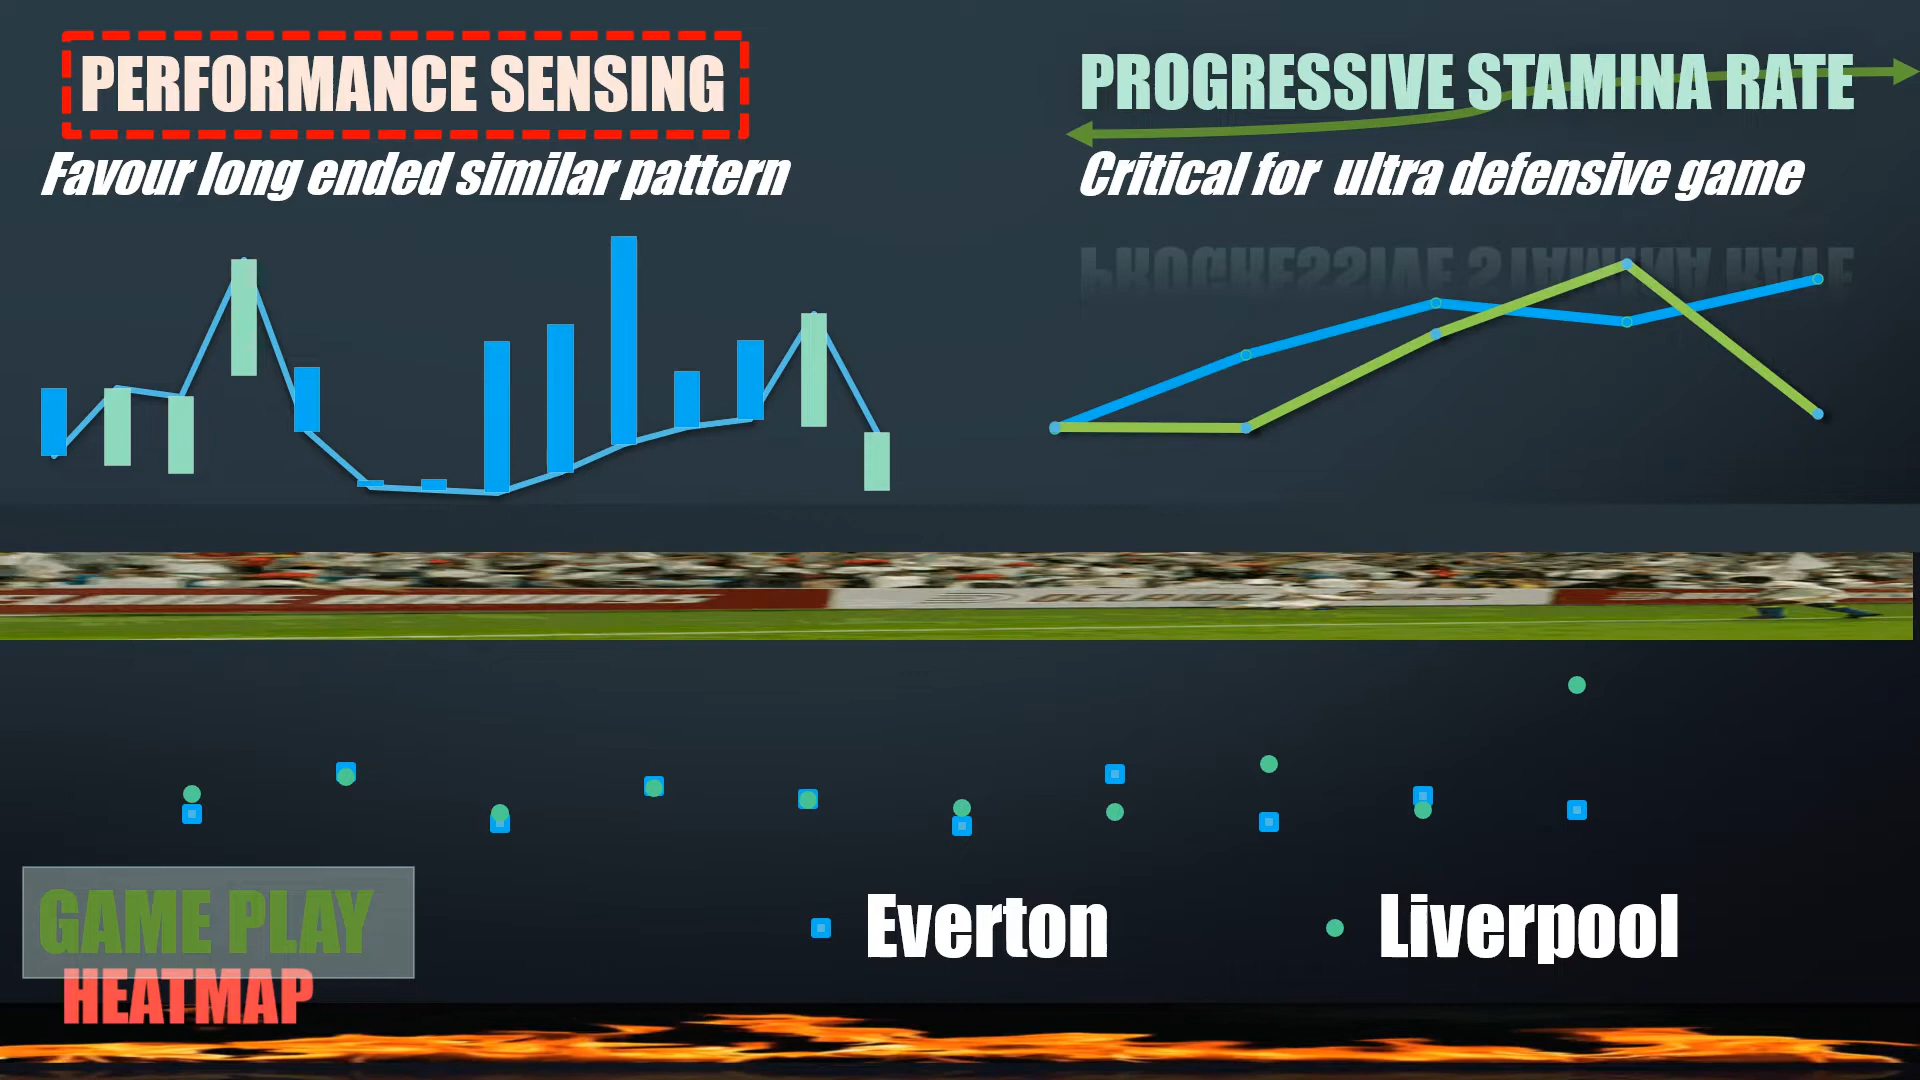 PERFORMANCE SENSING
Favour long ended similar pattern
PROGRESSIVE STAMINA RATE
Critical for ultra defensive game
GAME PLAY
HEATMAP
Everton
Liverpool